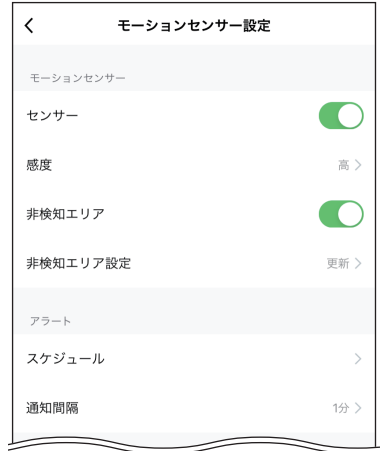 モーションセンサー設定
モーションセンサー
センサー
感度 高
非検知エリア
非検知エリア設定 更新
アラート
スケジュール
通知間隔 1分